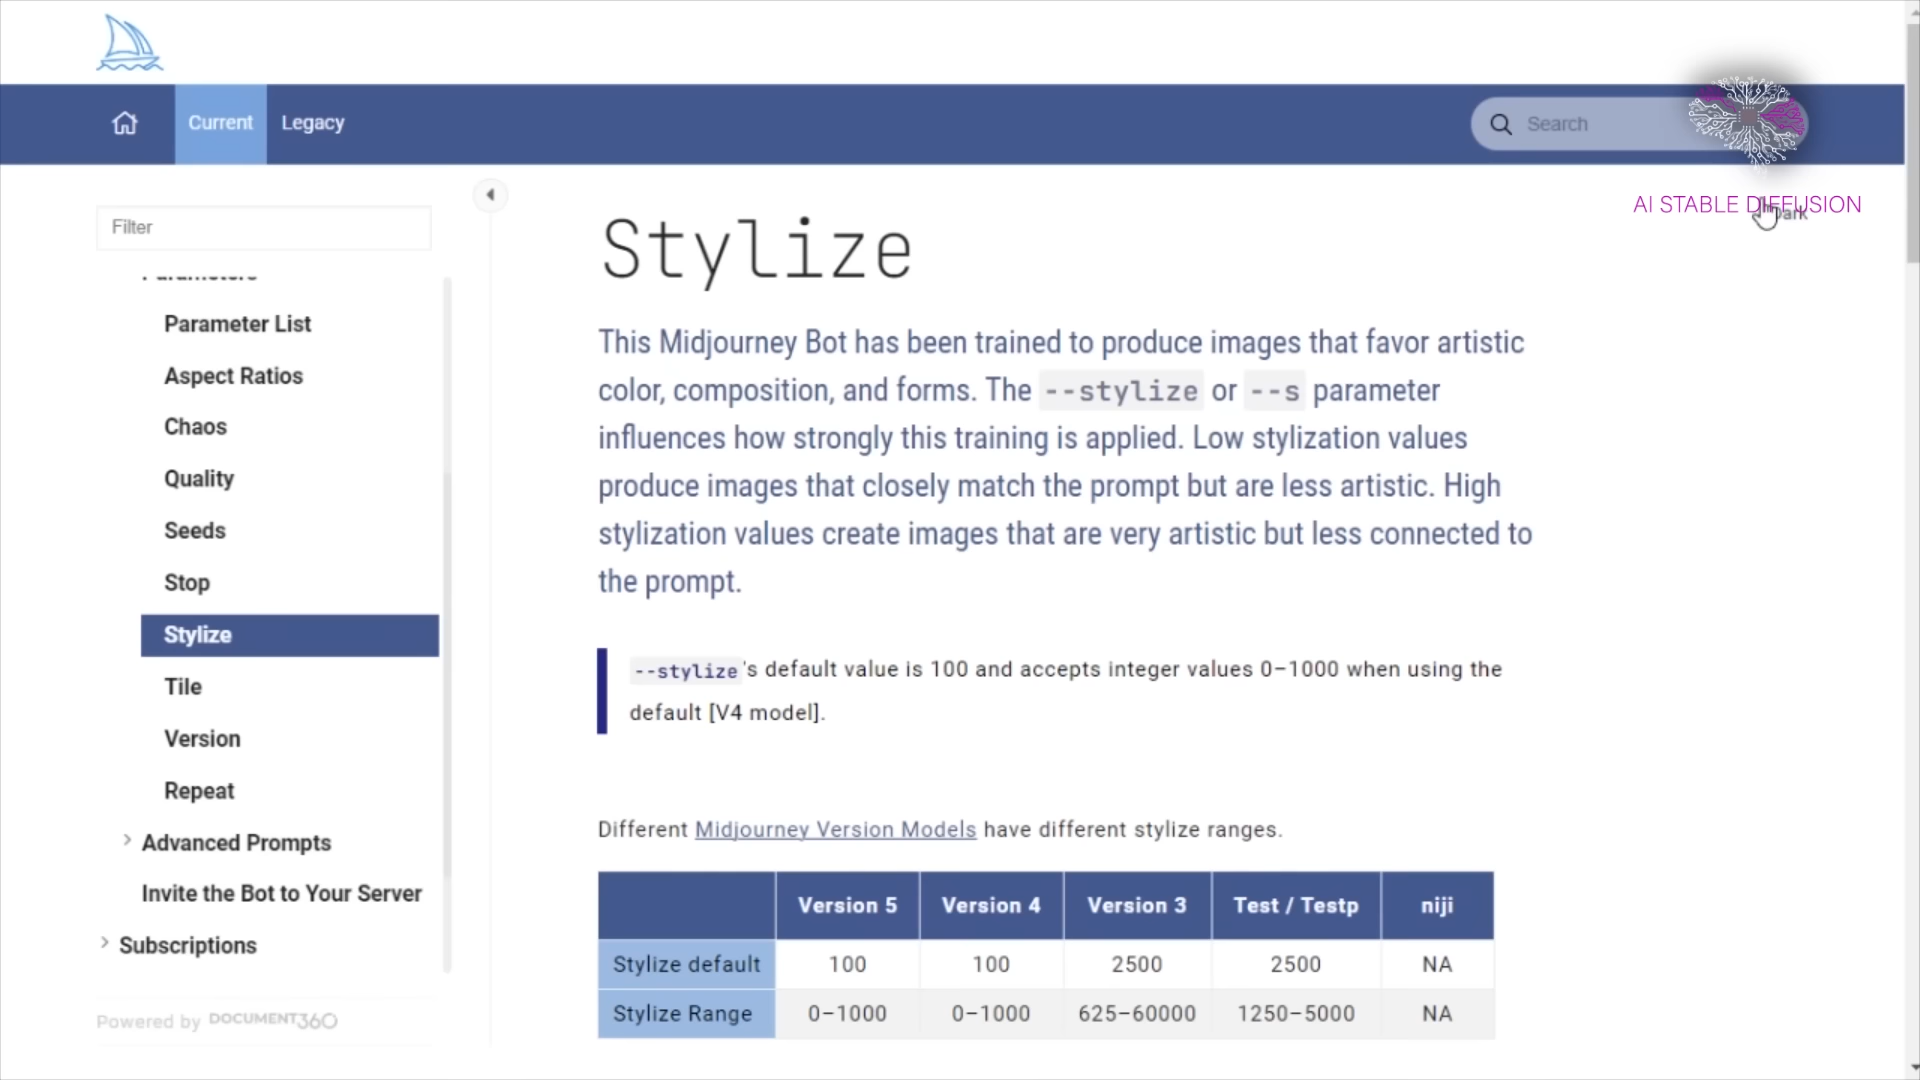 Current
Legacy
Search
AI STABLE DIFFUSION
Filter
Parameters
Parameter List
Aspect Ratios
Chaos
Quality
Seeds
Stop
Stylize
Tile
Version
Repeat
Advanced Prompts
Invite the Bot to Your Server
Subscriptions
Powered by DOCUMENT360
Stylize
This Midjourney Bot has been trained to produce images that favor artistic
color, composition, and forms. The --stylize or --s parameter
influences how strongly this training is applied. Low stylization values
produce images that closely match the prompt but are less artistic. High
stylization values create images that are very artistic but less connected to
the prompt.
--stylize's default value is 100 and accepts integer values 0–1000 when using the
default [V4 model].
Different Midjourney Version Models have different stylize ranges.
Version 5 Version 4 Version 3 Test / Testp niji
Stylize default 100 100 2500 2500 NA
Stylize Range 0–1000 0–1000 625–60000 1250–5000 NA